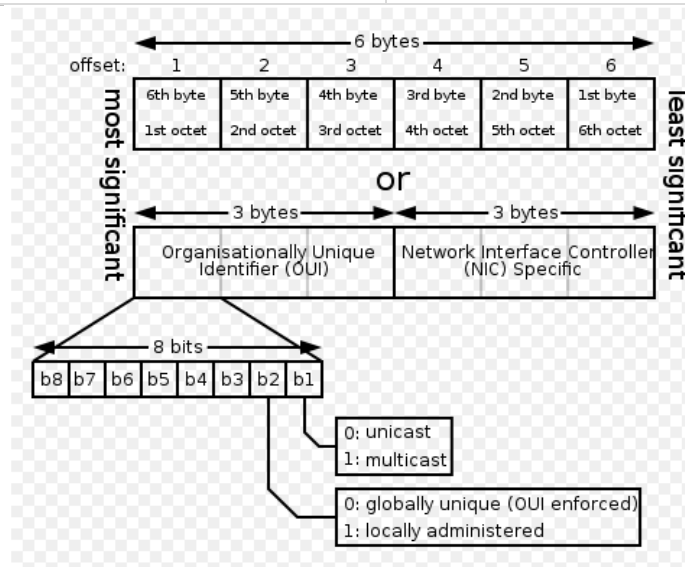 6 bytes
offset: 1 2 3 4 5 6
6th byte 5th byte 4th byte 3rd byte 2nd byte 1st byte
1st octet 2nd octet 3rd octet 4th octet 5th octet 6th octet
most significant
least significant
or
3 bytes 3 bytes
Organisationally Unique
Identifier (OUI)
Network Interface Controller
(NIC) Specific
8 bits
b8 b7 b6 b5 b4 b3 b2 b1
0: unicast
1: multicast
0: globally unique (OUI enforced)
1: locally administered